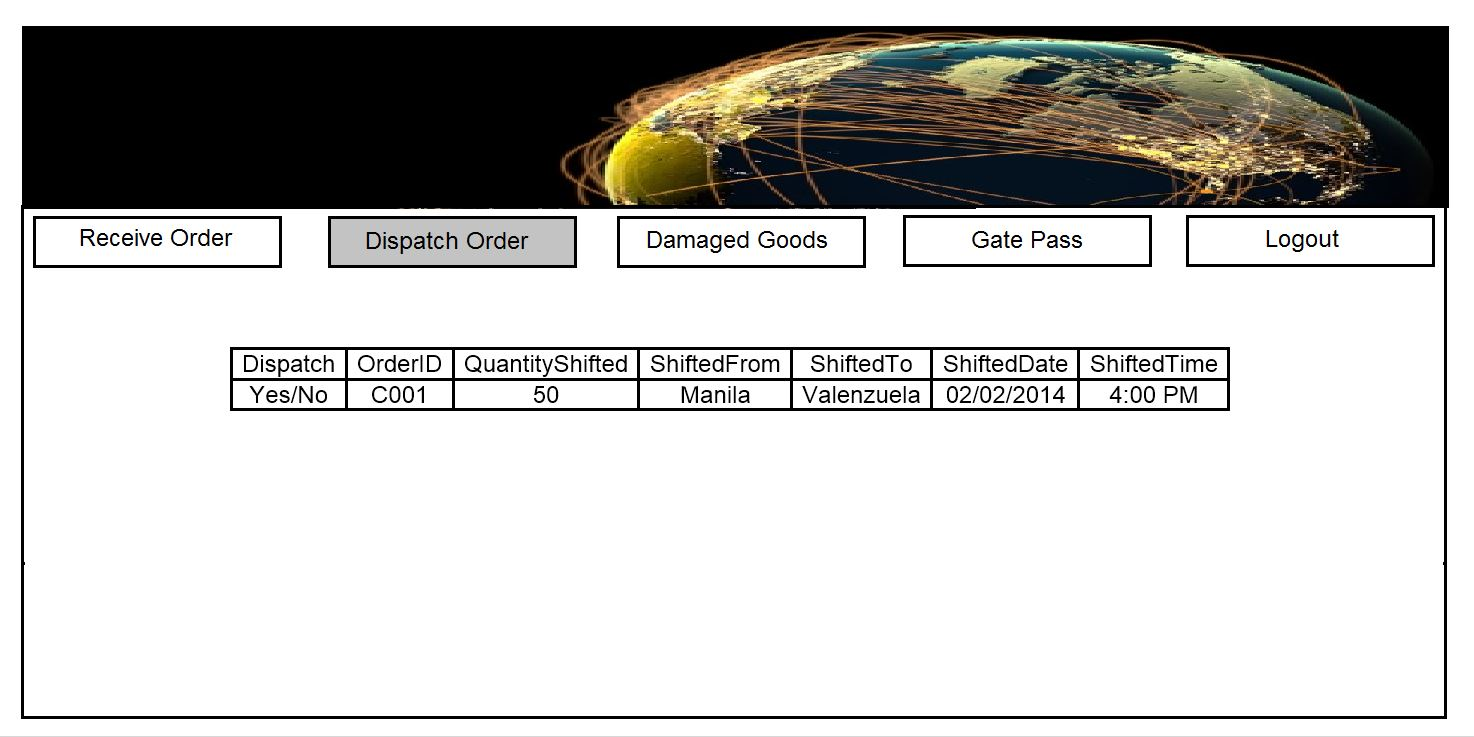 Receive Order Dispatch Order Damaged Goods Gate Pass Logout
Dispatch OrderID QuantityShifted ShiftedFrom ShiftedTo ShiftedDate ShiftedTime
Yes/No C001 50 Manila Valenzuela 02/02/2014 4:00 PM